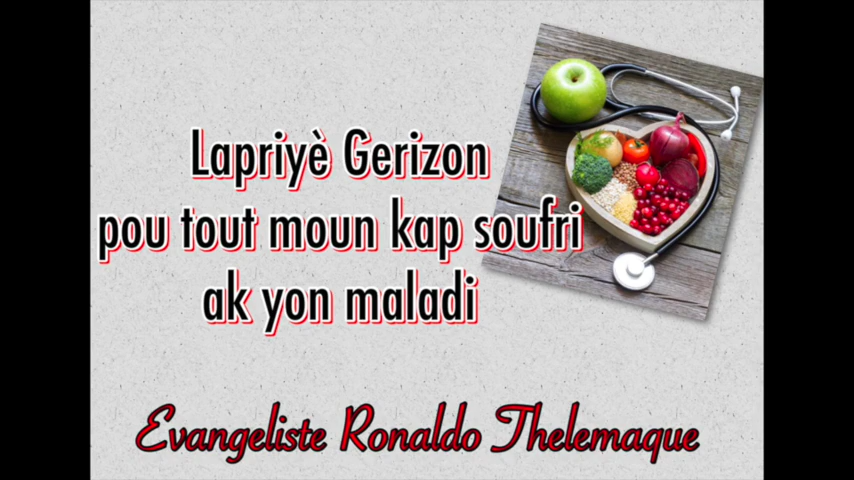 Lapriyè Gerizon
pou tout moun kap soufri
ak yon maladi
Evangeliste Ronaldo Thelemaque